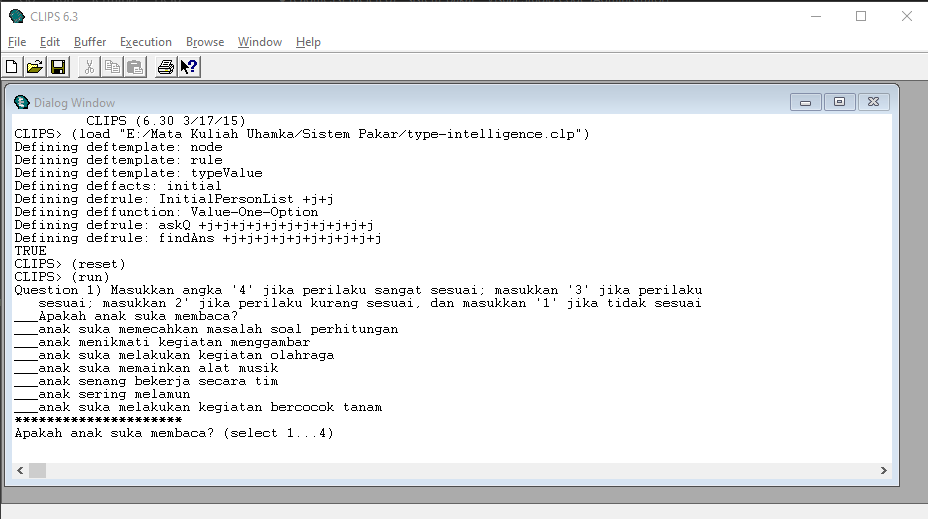 CLIPS 6.3
File Edit Buffer Execution Browse Window Help
Dialog Window
CLIPS (6.30 3/17/15)
CLIPS> (load "E:/Mata Kuliah Uhamka/Sistem Pakar/type-intelligence.clp")
Defining deftemplate: node
Defining deftemplate: rule
Defining deftemplate: typeValue
Defining deffacts: initial
Defining defrule: InitialPersonList +j+j
Defining deffunction: Value-One-Option
Defining defrule: askQ +j+j+j+j+j+j+j+j+j+j+j
Defining defrule: findAns +j+j+j+j+j+j+j+j+j+j
TRUE
CLIPS> (reset)
CLIPS> (run)
Question 1) Masukkan angka '4' jika perilaku sangat sesuai; masukkan '3' jika perilaku
sesuai; masukkan 2' jika perilaku kurang sesuai, dan masukkan '1' jika tidak sesuai
___Apakah anak suka membaca?
___anak suka memecahkan masalah soal perhitungan
___anak menikmati kegiatan menggambar
___anak suka melakukan kegiatan olahraga
___anak suka memainkan alat musik
___anak senang bekerja secara tim
___anak sering melamun
___anak suka melakukan kegiatan bercocok tanam
*********************
Apakah anak suka membaca? (select 1...4)